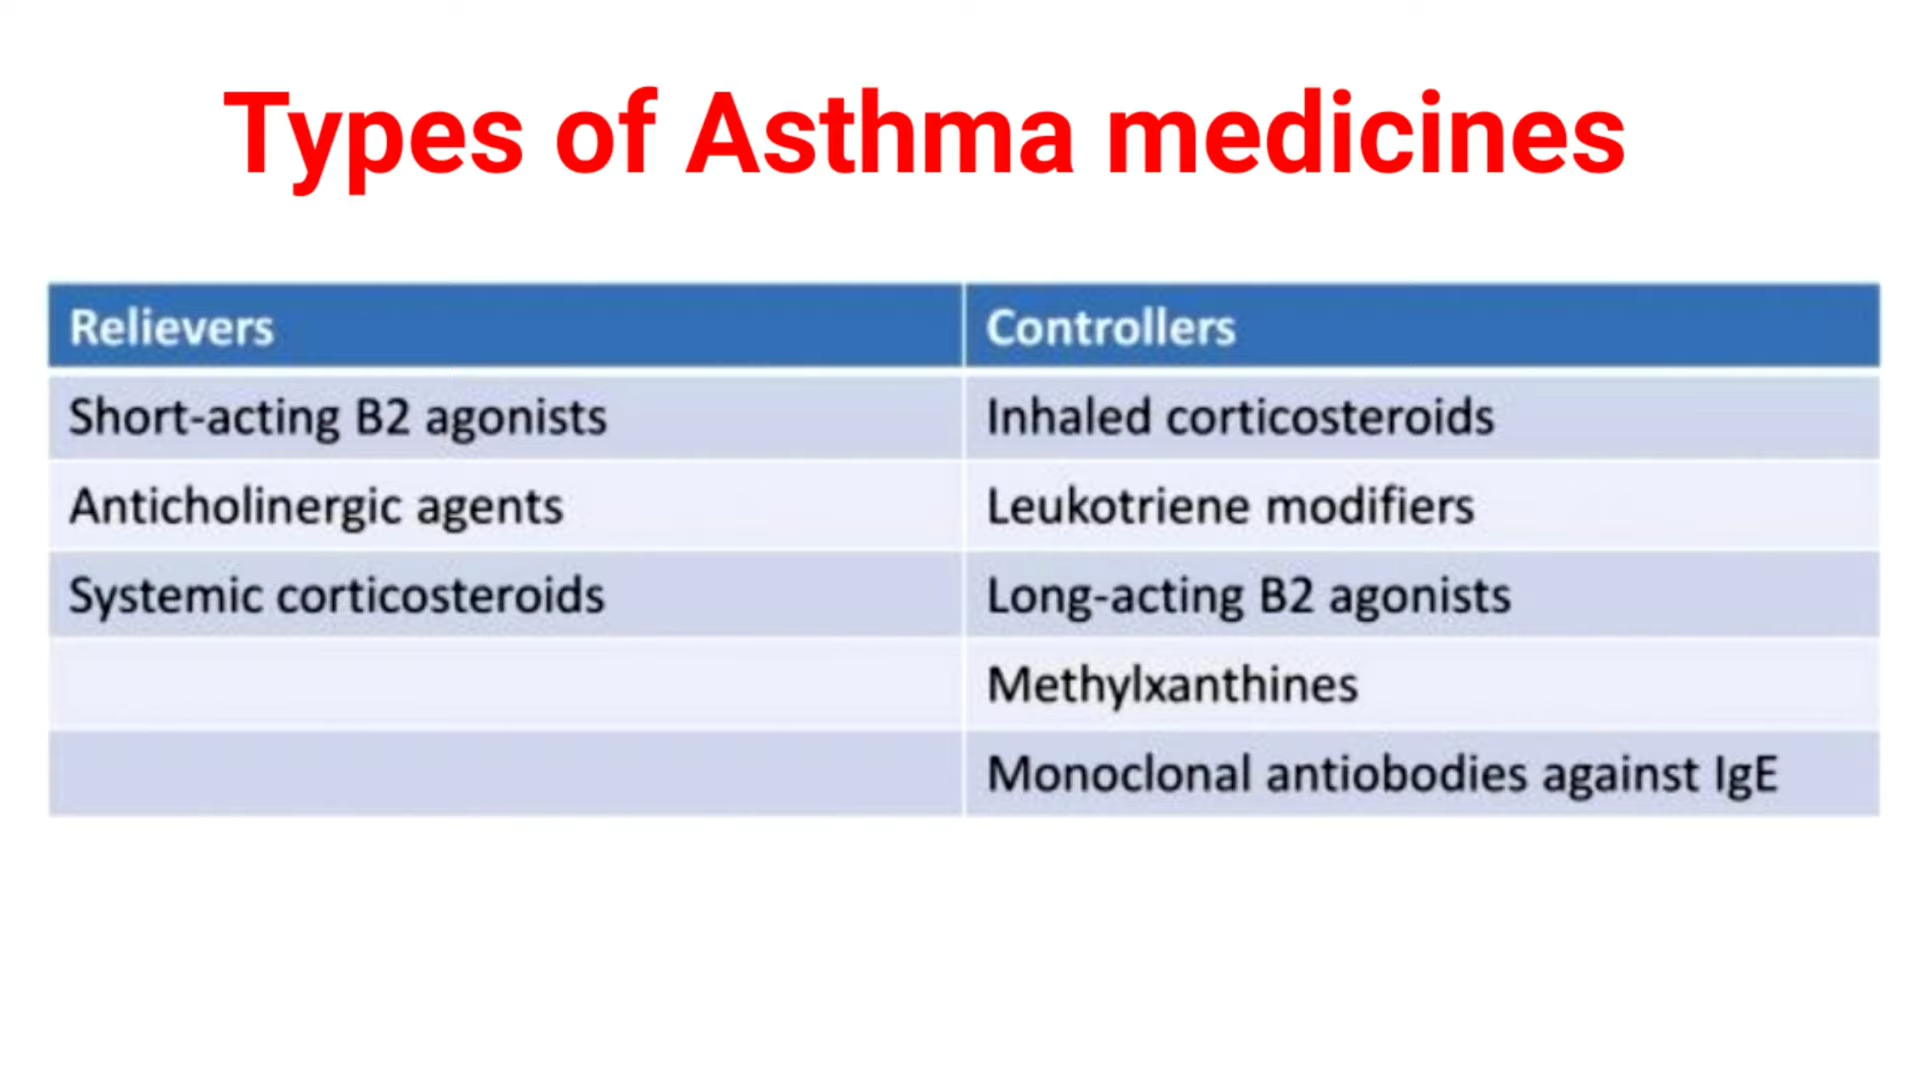 Types of Asthma medicines
Relievers Controllers
Short-acting B2 agonists Inhaled corticosteroids
Anticholinergic agents Leukotriene modifiers
Systemic corticosteroids Long-acting B2 agonists
Methylxanthines
Monoclonal antiobodies against IgE